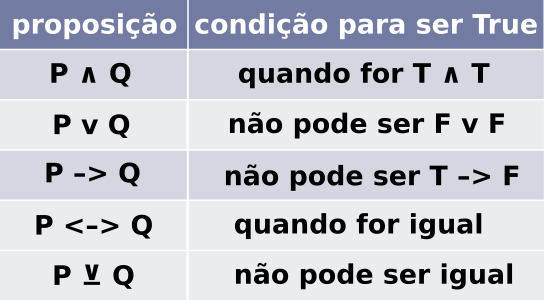 proposição condição para ser True
P ∧ Q quando for T ∧ T
P v Q não pode ser F v F
P –> Q não pode ser T –> F
P <–> Q quando for igual
P ⊻ Q não pode ser igual